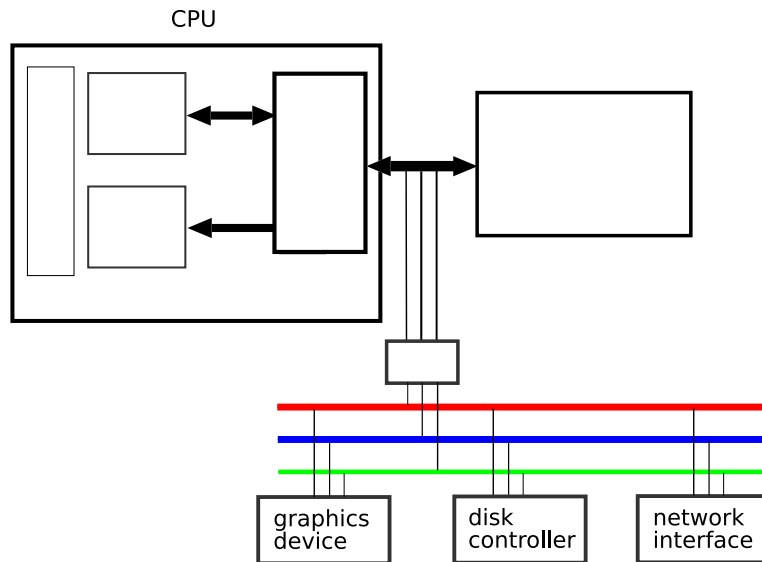 CPU
graphics
device
disk
controller
network
interface